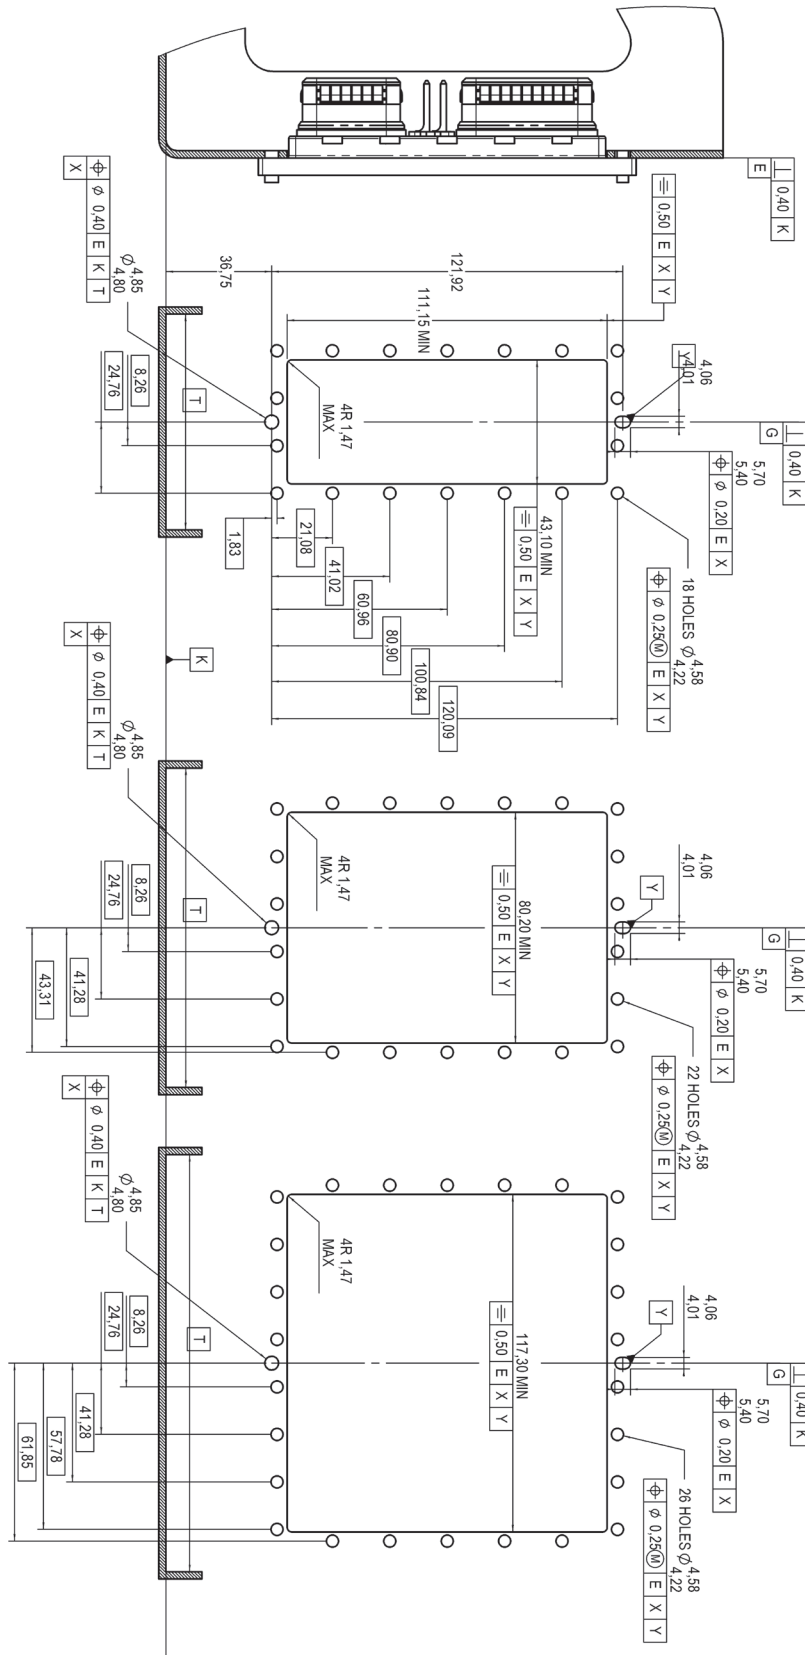 ⟂ 0,40 K
E
⌯ 0,50 E X Y
⌖ Ø 0,40 E K T
X
36,75
121,92
111,15 MIN
Ø 4,85
4,80
8,26
24,76
T
4R 1,47
MAX
43,10 MIN
⌯ 0,50 E X Y
4,06
4,01
Y
⟂ 0,40 K
G
5,70
5,40
⌖ Ø 0,20 E X
18 HOLES Ø 4,58
4,22
⌖ Ø 0,25Ⓜ E X Y
1,83
21,08
41,02
60,96
80,90
100,84
120,09
K
⌖ Ø 0,40 E K T
X
Ø 4,85
4,80
8,26
24,76
41,28
43,31
T
4R 1,47
MAX
80,20 MIN
⌯ 0,50 E X Y
4,06
4,01
Y
⟂ 0,40 K
G
5,70
5,40
⌖ Ø 0,20 E X
22 HOLES Ø 4,58
4,22
⌖ Ø 0,25Ⓜ E X Y
⌖ Ø 0,40 E K T
X
Ø 4,85
4,80
8,26
24,76
41,28
57,78
61,85
T
4R 1,47
MAX
117,30 MIN
⌯ 0,50 E X Y
4,06
4,01
Y
⟂ 0,40 K
G
5,70
5,40
⌖ Ø 0,20 E X
26 HOLES Ø 4,58
4,22
⌖ Ø 0,25Ⓜ E X Y